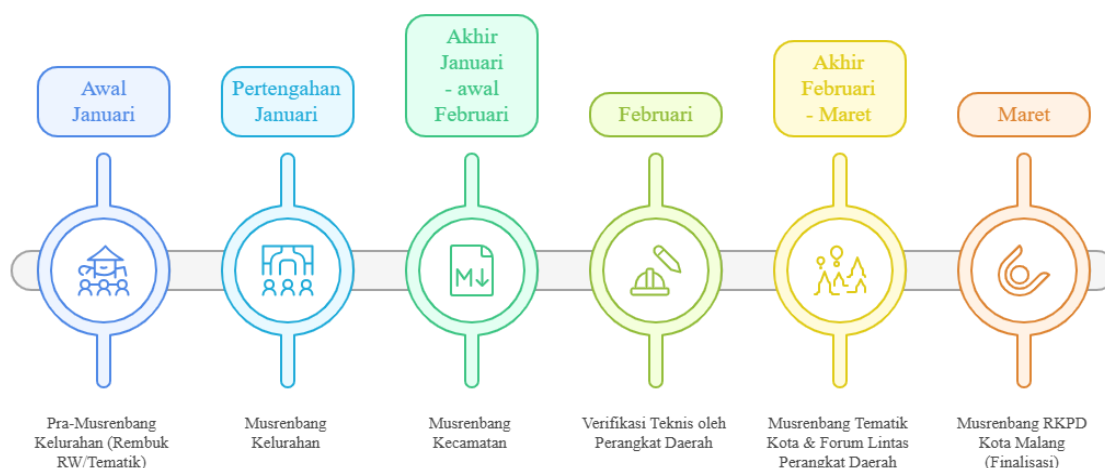 Awal
Januari
Pertengahan
Januari
Akhir
Januari
- awal
Februari
Februari
Akhir
Februari
- Maret
Maret
M↓
Pra-Musrenbang
Kelurahan (Rembuk
RW/Tematik)
Musrenbang
Kelurahan
Musrenbang
Kecamatan
Verifikasi Teknis oleh
Perangkat Daerah
Musrenbang Tematik
Kota & Forum Lintas
Perangkat Daerah
Musrenbang RKPD
Kota Malang
(Finalisasi)